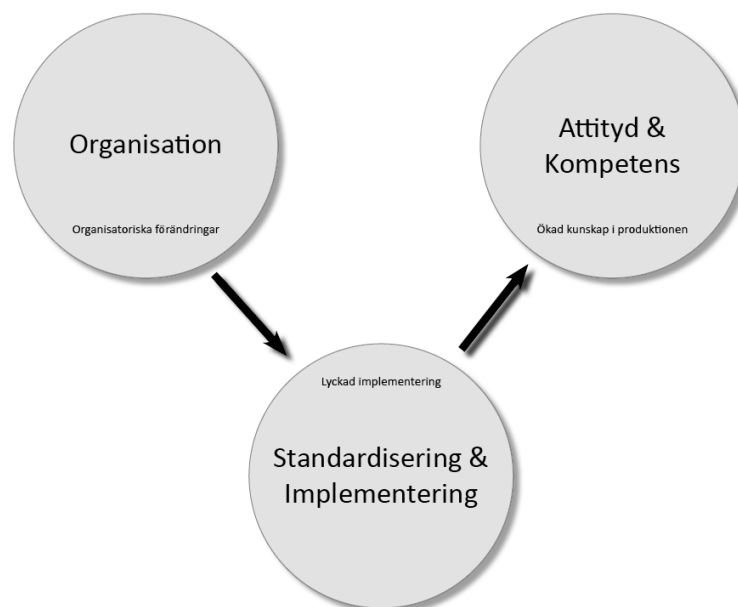 Organisation
Organisatoriska förändringar
Attityd &
Kompetens
Ökad kunskap i produktionen
Lyckad implementering
Standardisering &
Implementering